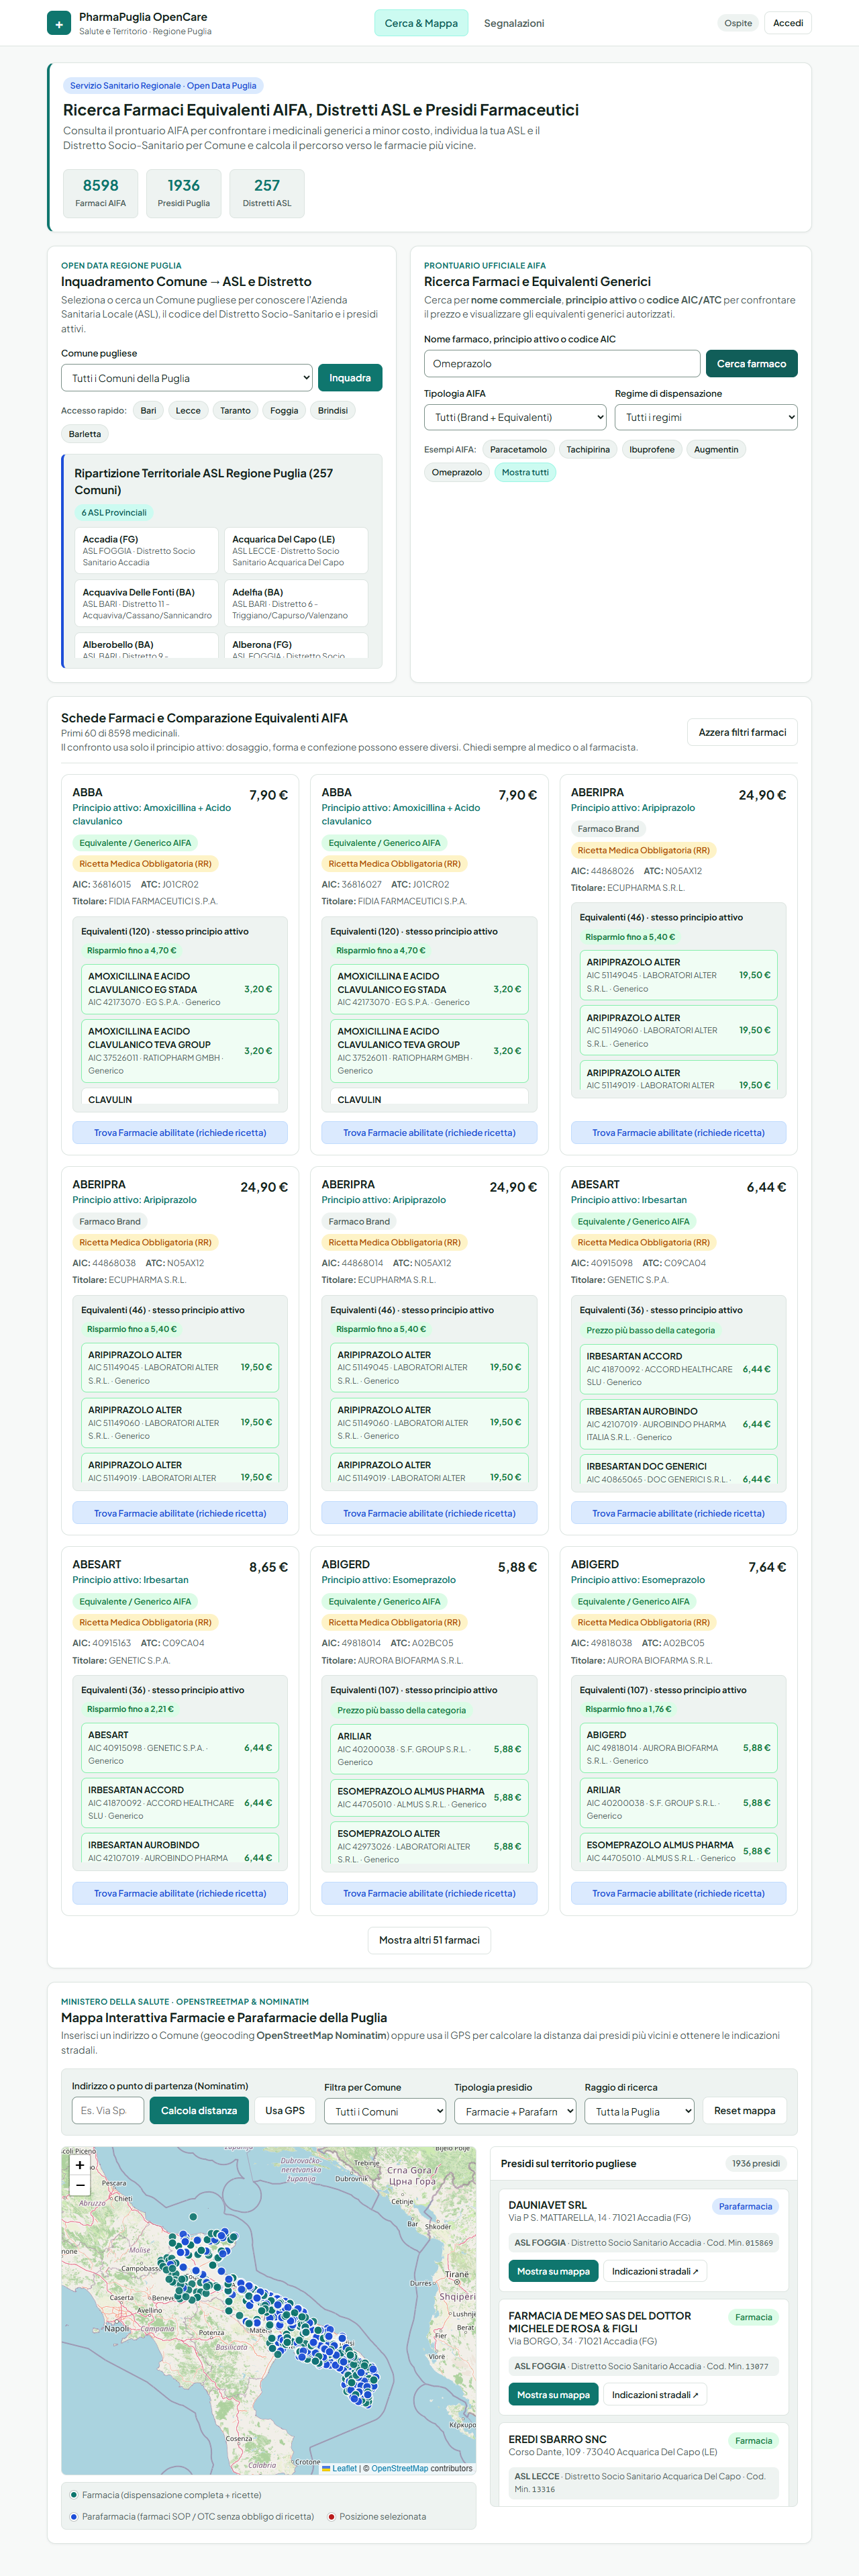 PharmaPuglia OpenCare
Salute e Territorio · Regione Puglia
Cerca & Mappa
Segnalazioni
Ospite
Accedi
Servizio Sanitario Regionale · Open Data Puglia
Ricerca Farmaci Equivalenti AIFA, Distretti ASL e Presidi Farmaceutici
Consulta il prontuario AIFA per confrontare i medicinali generici a minor costo, individua la tua ASL e il
Distretto Socio-Sanitario per Comune e calcola il percorso verso le farmacie più vicine.
8598
Farmaci AIFA
1936
Presidi Puglia
257
Distretti ASL
OPEN DATA REGIONE PUGLIA
Inquadramento Comune → ASL e Distretto
Seleziona o cerca un Comune pugliese per conoscere l'Azienda
Sanitaria Locale (ASL), il codice del Distretto Socio-Sanitario e i presidi
attivi.
Comune pugliese
Tutti i Comuni della Puglia
Inquadra
Accesso rapido:
Bari
Lecce
Taranto
Foggia
Brindisi
Barletta
Ripartizione Territoriale ASL Regione Puglia (257
Comuni)
6 ASL Provinciali
Accadia (FG)
ASL FOGGIA · Distretto Socio
Sanitario Accadia
Acquarica Del Capo (LE)
ASL LECCE · Distretto Socio
Sanitario Acquarica Del Capo
Acquaviva Delle Fonti (BA)
ASL BARI · Distretto 11 -
Acquaviva/Cassano/Sannicandro
Adelfia (BA)
ASL BARI · Distretto 6 -
Triggiano/Capurso/Valenzano
Alberobello (BA)
ASL BARI · Distretto 9 -
Alberona (FG)
ASL FOGGIA · Distretto Socio
PRONTUARIO UFFICIALE AIFA
Ricerca Farmaci e Equivalenti Generici
Cerca per nome commerciale, principio attivo o codice AIC/ATC per confrontare
il prezzo e visualizzare gli equivalenti generici autorizzati.
Nome farmaco, principio attivo o codice AIC
Omeprazolo
Cerca farmaco
Tipologia AIFA
Regime di dispensazione
Tutti (Brand + Equivalenti)
Tutti i regimi
Esempi AIFA:
Paracetamolo
Tachipirina
Ibuprofene
Augmentin
Omeprazolo
Mostra tutti
Schede Farmaci e Comparazione Equivalenti AIFA
Primi 60 di 8598 medicinali.
Il confronto usa solo il principio attivo: dosaggio, forma e confezione possono essere diversi. Chiedi sempre al medico o al farmacista.
Azzera filtri farmaci
ABBA
7,90 €
Principio attivo: Amoxicillina + Acido
clavulanico
Equivalente / Generico AIFA
Ricetta Medica Obbligatoria (RR)
AIC: 36816015 ATC: J01CR02
Titolare: FIDIA FARMACEUTICI S.P.A.
Equivalenti (120) · stesso principio attivo
Risparmio fino a 4,70 €
AMOXICILLINA E ACIDO
CLAVULANICO EG STADA
AIC 42173070 · EG S.P.A. · Generico
3,20 €
AMOXICILLINA E ACIDO
CLAVULANICO TEVA GROUP
AIC 37526011 · RATIOPHARM GMBH ·
Generico
3,20 €
CLAVULIN
Trova Farmacie abilitate (richiede ricetta)
ABBA
7,90 €
Principio attivo: Amoxicillina + Acido
clavulanico
Equivalente / Generico AIFA
Ricetta Medica Obbligatoria (RR)
AIC: 36816027 ATC: J01CR02
Titolare: FIDIA FARMACEUTICI S.P.A.
Equivalenti (120) · stesso principio attivo
Risparmio fino a 4,70 €
AMOXICILLINA E ACIDO
CLAVULANICO EG STADA
AIC 42173070 · EG S.P.A. · Generico
3,20 €
AMOXICILLINA E ACIDO
CLAVULANICO TEVA GROUP
AIC 37526011 · RATIOPHARM GMBH ·
Generico
3,20 €
CLAVULIN
Trova Farmacie abilitate (richiede ricetta)
ABERIPRA
24,90 €
Principio attivo: Aripiprazolo
Farmaco Brand
Ricetta Medica Obbligatoria (RR)
AIC: 44868026 ATC: N05AX12
Titolare: ECUPHARMA S.R.L.
Equivalenti (46) · stesso principio attivo
Risparmio fino a 5,40 €
ARIPIPRAZOLO ALTER
AIC 51149045 · LABORATORI ALTER
S.R.L. · Generico
19,50 €
ARIPIPRAZOLO ALTER
AIC 51149060 · LABORATORI ALTER
S.R.L. · Generico
19,50 €
ARIPIPRAZOLO ALTER
AIC 51149019 · LABORATORI ALTER
19,50 €
Trova Farmacie abilitate (richiede ricetta)
ABERIPRA
24,90 €
Principio attivo: Aripiprazolo
Farmaco Brand
Ricetta Medica Obbligatoria (RR)
AIC: 44868038 ATC: N05AX12
Titolare: ECUPHARMA S.R.L.
Equivalenti (46) · stesso principio attivo
Risparmio fino a 5,40 €
ARIPIPRAZOLO ALTER
AIC 51149045 · LABORATORI ALTER
S.R.L. · Generico
19,50 €
ARIPIPRAZOLO ALTER
AIC 51149060 · LABORATORI ALTER
S.R.L. · Generico
19,50 €
ARIPIPRAZOLO ALTER
AIC 51149019 · LABORATORI ALTER
19,50 €
Trova Farmacie abilitate (richiede ricetta)
ABERIPRA
24,90 €
Principio attivo: Aripiprazolo
Farmaco Brand
Ricetta Medica Obbligatoria (RR)
AIC: 44868014 ATC: N05AX12
Titolare: ECUPHARMA S.R.L.
Equivalenti (46) · stesso principio attivo
Risparmio fino a 5,40 €
ARIPIPRAZOLO ALTER
AIC 51149045 · LABORATORI ALTER
S.R.L. · Generico
19,50 €
ARIPIPRAZOLO ALTER
AIC 51149060 · LABORATORI ALTER
S.R.L. · Generico
19,50 €
ARIPIPRAZOLO ALTER
AIC 51149019 · LABORATORI ALTER
19,50 €
Trova Farmacie abilitate (richiede ricetta)
ABESART
6,44 €
Principio attivo: Irbesartan
Equivalente / Generico AIFA
Ricetta Medica Obbligatoria (RR)
AIC: 40915098 ATC: C09CA04
Titolare: GENETIC S.P.A.
Equivalenti (36) · stesso principio attivo
Prezzo più basso della categoria
IRBESARTAN ACCORD
AIC 41870092 · ACCORD HEALTHCARE
SLU · Generico
6,44 €
IRBESARTAN AUROBINDO
AIC 42107019 · AUROBINDO PHARMA
ITALIA S.R.L. · Generico
6,44 €
IRBESARTAN DOC GENERICI
AIC 40865065 · DOC GENERICI S.R.L. ·
6,44 €
Trova Farmacie abilitate (richiede ricetta)
ABESART
8,65 €
Principio attivo: Irbesartan
Equivalente / Generico AIFA
Ricetta Medica Obbligatoria (RR)
AIC: 40915163 ATC: C09CA04
Titolare: GENETIC S.P.A.
Equivalenti (36) · stesso principio attivo
Risparmio fino a 2,21 €
ABESART
AIC 40915098 · GENETIC S.P.A. ·
Generico
6,44 €
IRBESARTAN ACCORD
AIC 41870092 · ACCORD HEALTHCARE
SLU · Generico
6,44 €
IRBESARTAN AUROBINDO
AIC 42107019 · AUROBINDO PHARMA
6,44 €
Trova Farmacie abilitate (richiede ricetta)
ABIGERD
5,88 €
Principio attivo: Esomeprazolo
Equivalente / Generico AIFA
Ricetta Medica Obbligatoria (RR)
AIC: 49818014 ATC: A02BC05
Titolare: AURORA BIOFARMA S.R.L.
Equivalenti (107) · stesso principio attivo
Prezzo più basso della categoria
ARILIAR
AIC 40200038 · S.F. GROUP S.R.L. ·
Generico
5,88 €
ESOMEPRAZOLO ALMUS PHARMA
AIC 44705010 · ALMUS S.R.L. · Generico
5,88 €
ESOMEPRAZOLO ALTER
AIC 42973026 · LABORATORI ALTER
S.R.L. · Generico
5,88 €
Trova Farmacie abilitate (richiede ricetta)
ABIGERD
7,64 €
Principio attivo: Esomeprazolo
Equivalente / Generico AIFA
Ricetta Medica Obbligatoria (RR)
AIC: 49818038 ATC: A02BC05
Titolare: AURORA BIOFARMA S.R.L.
Equivalenti (107) · stesso principio attivo
Risparmio fino a 1,76 €
ABIGERD
AIC 49818014 · AURORA BIOFARMA
S.R.L. · Generico
5,88 €
ARILIAR
AIC 40200038 · S.F. GROUP S.R.L. ·
Generico
5,88 €
ESOMEPRAZOLO ALMUS PHARMA
AIC 44705010 · ALMUS S.R.L. · Generico
5,88 €
Trova Farmacie abilitate (richiede ricetta)
Mostra altri 51 farmaci
MINISTERO DELLA SALUTE · OPENSTREETMAP & NOMINATIM
Mappa Interattiva Farmacie e Parafarmacie della Puglia
Inserisci un indirizzo o Comune (geocoding OpenStreetMap Nominatim) oppure usa il GPS per calcolare la distanza dai presidi più vicini e ottenere le indicazioni
stradali.
Indirizzo o punto di partenza (Nominatim)
Es. Via Sp
Calcola distanza
Usa GPS
Filtra per Comune
Tutti i Comuni
Tipologia presidio
Farmacie + Parafarm
Raggio di ricerca
Tutta la Puglia
Reset mappa
+
−
Pescara
Chieti
Abruzzo
Molise
Campobasso
Caserta
Avellino
Napoli
Campania
Potenza
Basilicata
Cosenza
Calabria
Crotone
Dubrovačko-
neretvanska
županija
Trebinje
Dubrovnik
Crna Gora /
Црна Гора
Cetinje
Bar
Shkodër
Durrës
Tiranë
Shqipëri
Lushnje
Fier
Berat
Vlorë
Κέρκυρα
Leaflet | © OpenStreetMap contributors
Farmacia (dispensazione completa + ricette)
Parafarmacia (farmaci SOP / OTC senza obbligo di ricetta)
Posizione selezionata
Presidi sul territorio pugliese
1936 presidi
DAUNIAVET SRL
Parafarmacia
Via P S. MATTARELLA, 14 · 71021 Accadia (FG)
ASL FOGGIA · Distretto Socio Sanitario Accadia · Cod. Min. 015869
Mostra su mappa
Indicazioni stradali ↗
FARMACIA DE MEO SAS DEL DOTTOR
MICHELE DE ROSA & FIGLI
Farmacia
Via BORGO, 34 · 71021 Accadia (FG)
ASL FOGGIA · Distretto Socio Sanitario Accadia · Cod. Min. 13077
Mostra su mappa
Indicazioni stradali ↗
EREDI SBARRO SNC
Farmacia
Corso Dante, 109 · 73040 Acquarica Del Capo (LE)
ASL LECCE · Distretto Socio Sanitario Acquarica Del Capo · Cod.
Min. 13316